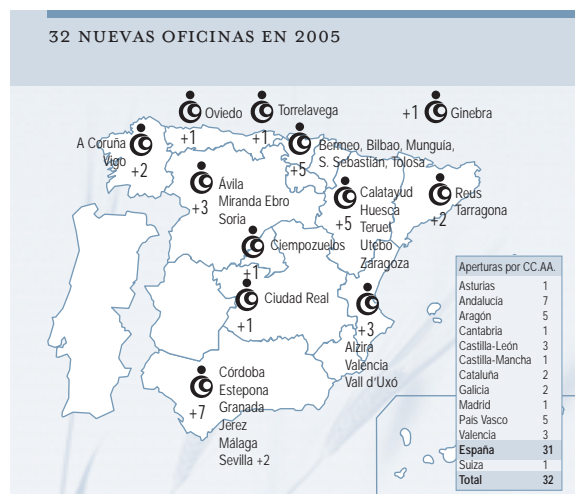 32 NUEVAS OFICINAS EN 2005
Oviedo
+1
Torrelavega
+1
+1 Ginebra
A Coruña
Vigo
+2
Bermeo, Bilbao, Munguía,
S. Sebastián, Tolosa
+5
Ávila
Miranda Ebro
Soria
+3
Calatayud
Huesca
Teruel
Utebo
Zaragoza
+5
Reus
Tarragona
+2
Ciempozuelos
+1
Ciudad Real
+1
+3
Alzira
Valencia
Vall d'Uxó
Córdoba
Estepona
Granada
Jerez
Málaga
Sevilla +2
+7
Aperturas por CC.AA.
Asturias 1
Andalucía 7
Aragón 5
Cantabria 1
Castilla-León 3
Castilla-Mancha 1
Cataluña 2
Galicia 2
Madrid 1
País Vasco 5
Valencia 3
España 31
Suiza 1
Total 32